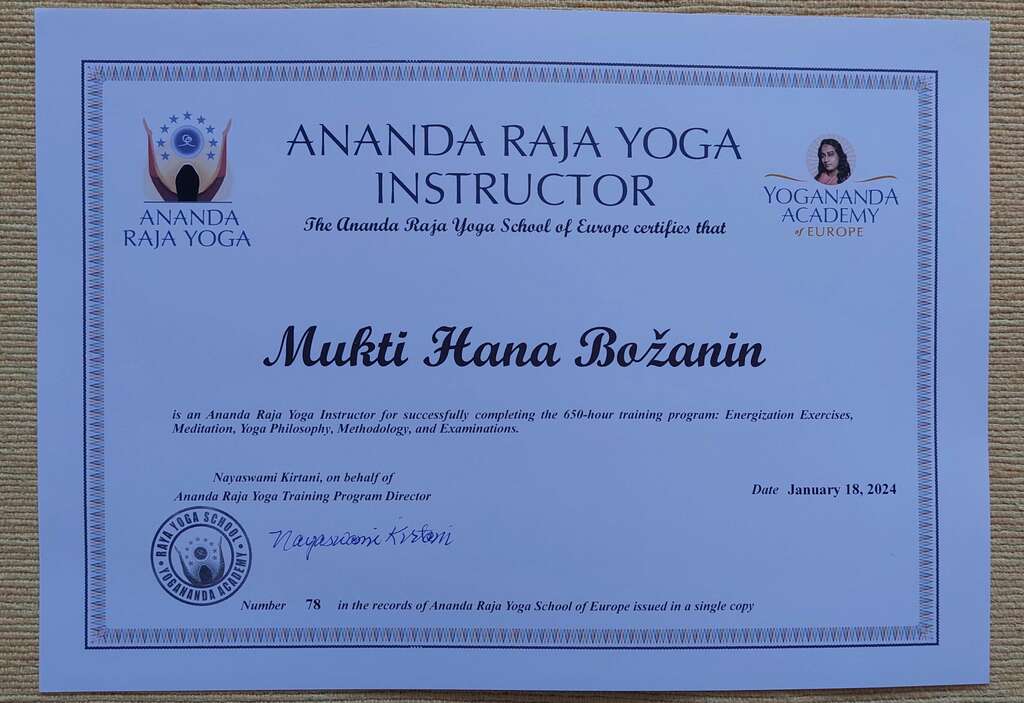 ANANDA RAJA YOGA
INSTRUCTOR
The Ananda Raja Yoga School of Europe certifies that
ANANDA
RAJA YOGA
YOGANANDA
ACADEMY
of EUROPE
Mukti Hana Božanin
is an Ananda Raja Yoga Instructor for successfully completing the 650-hour training program: Energization Exercises,
Meditation, Yoga Philosophy, Methodology, and Examinations.
Nayaswami Kirtani, on behalf of
Ananda Raja Yoga Training Program Director
Date January 18, 2024
RAYA YOGA SCHOOL
YOGANANDA ACADEMY
Nayaswami Kirtani
Number 78 in the records of Ananda Raja Yoga School of Europe issued in a single copy